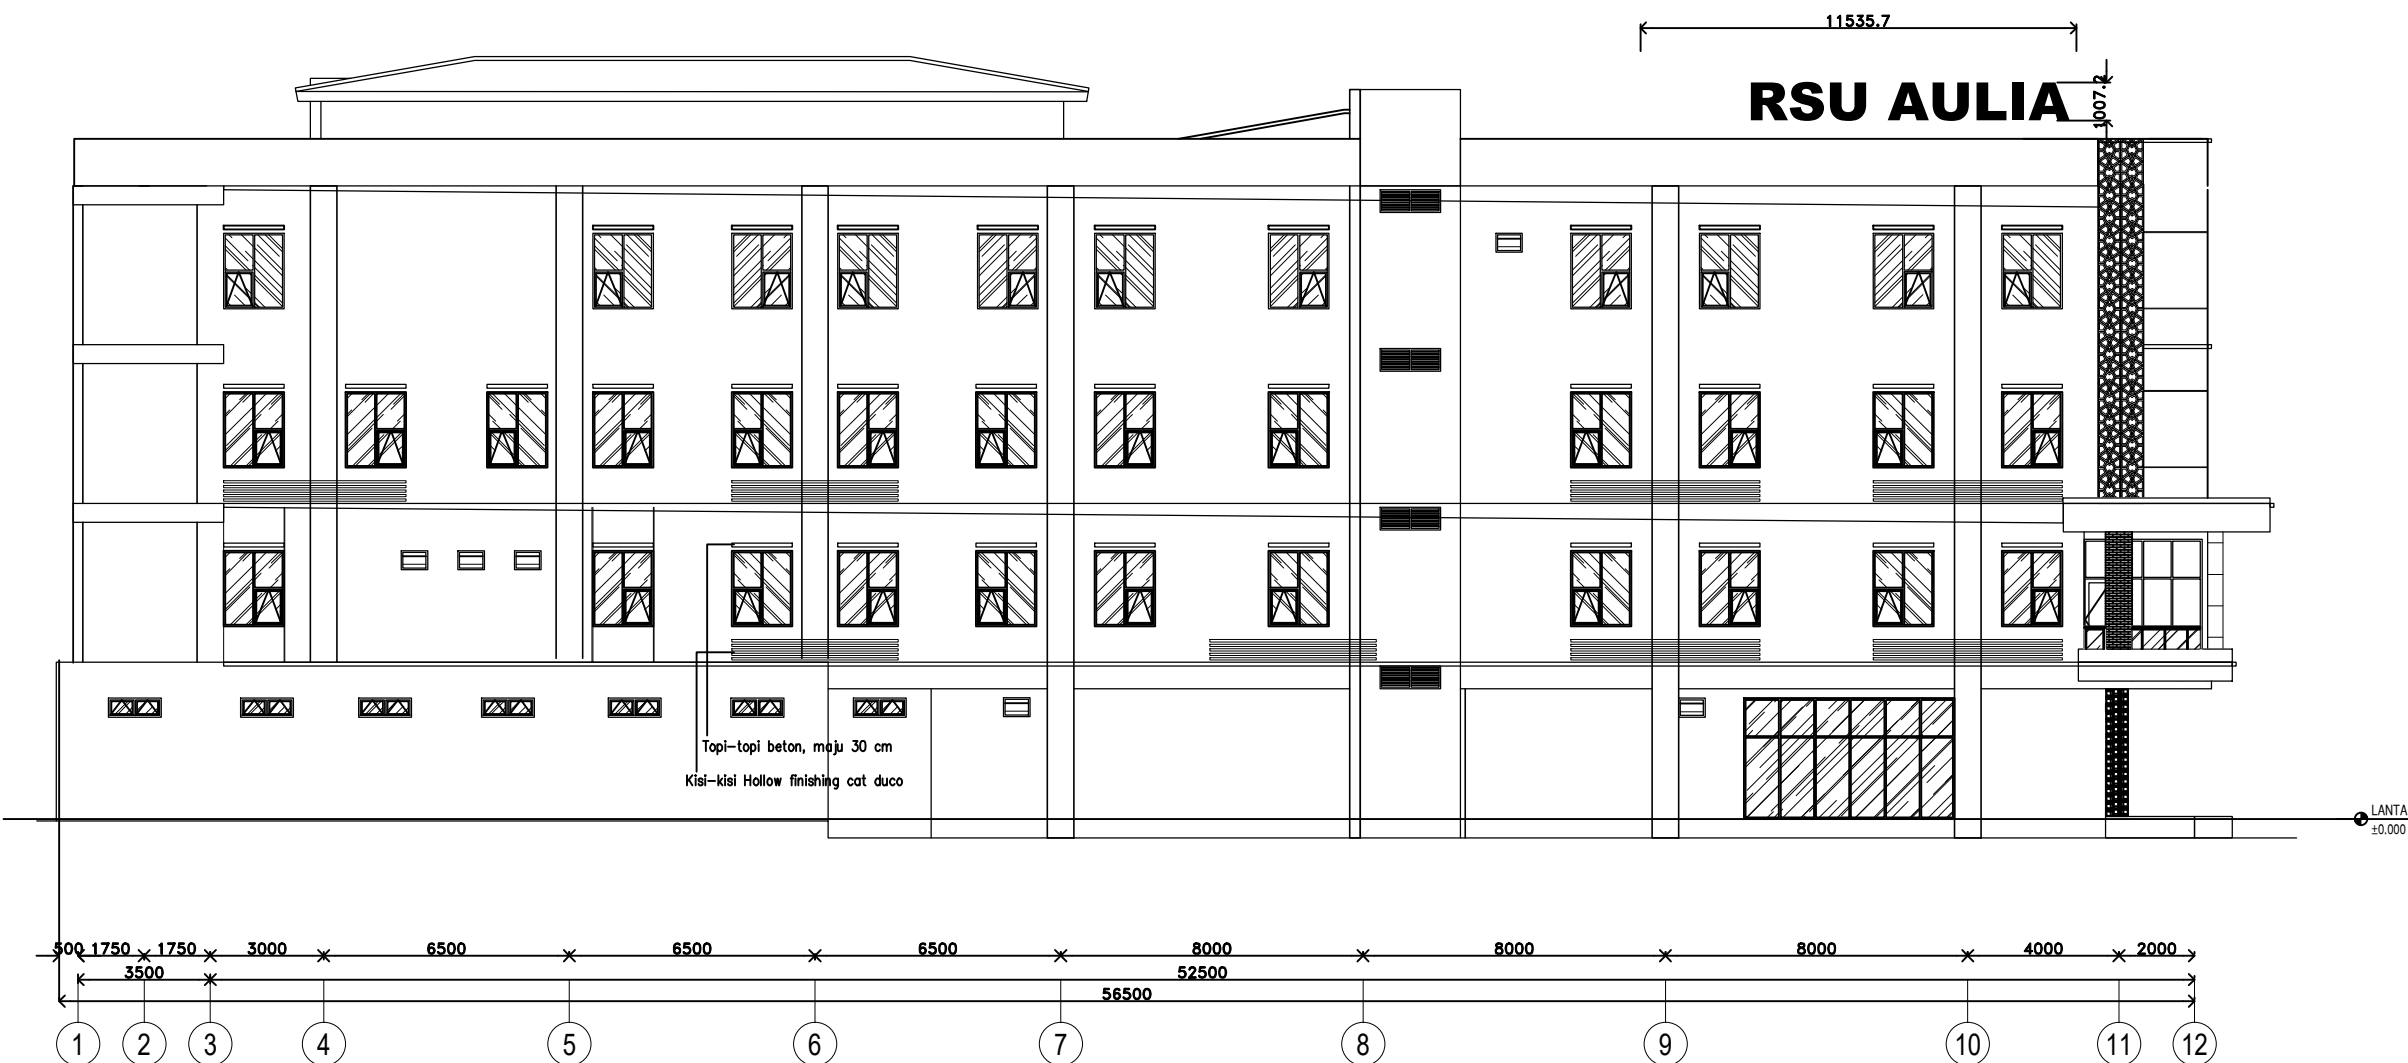 11535.7
RSU AULIA
1007.2
Topi-topi beton, maju 30 cm
Kisi-kisi Hollow finishing cat duco
LANTA
±0.000
500 1750 1750 3000 6500 6500 6500 8000 8000 8000 4000 2000
3500 52500
56500
1 2 3 4 5 6 7 8 9 10 11 12